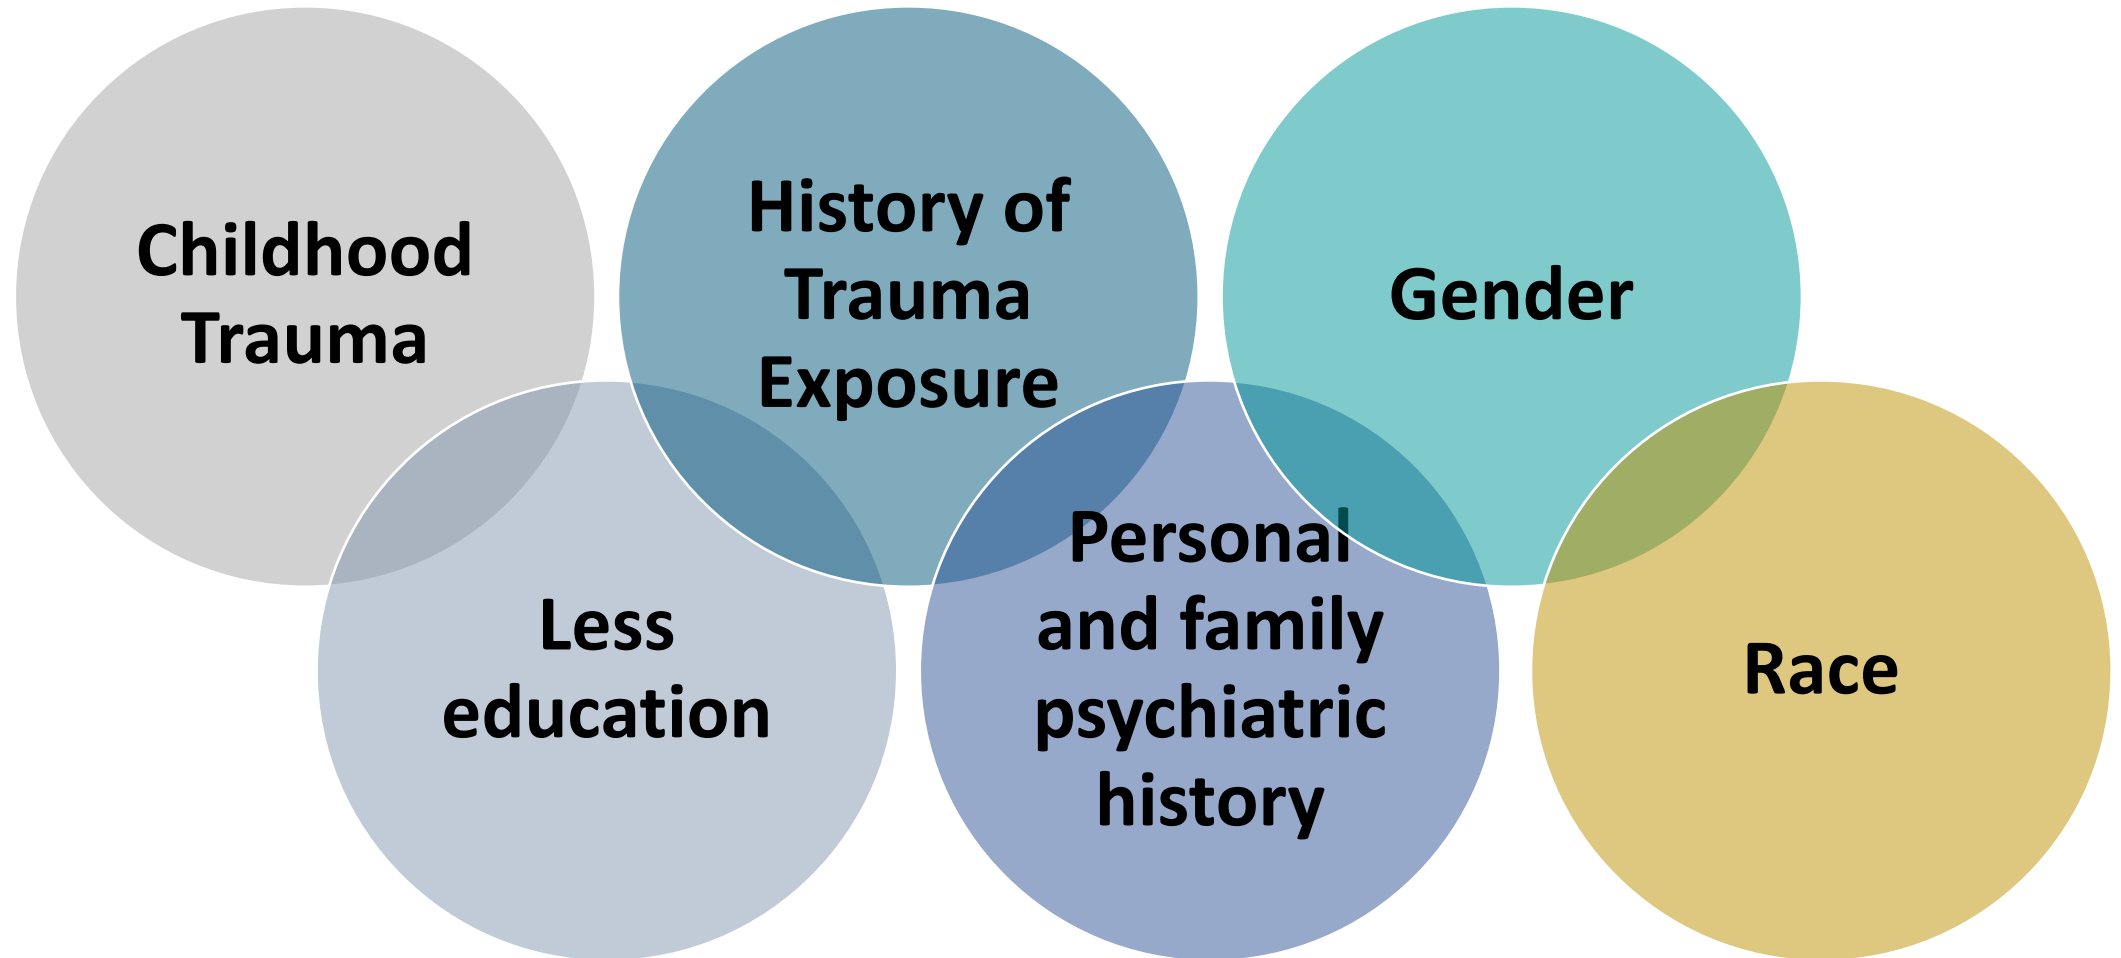 Childhood
Trauma
History of
Trauma
Exposure
Gender
Less
education
Personal
and family
psychiatric
history
Race